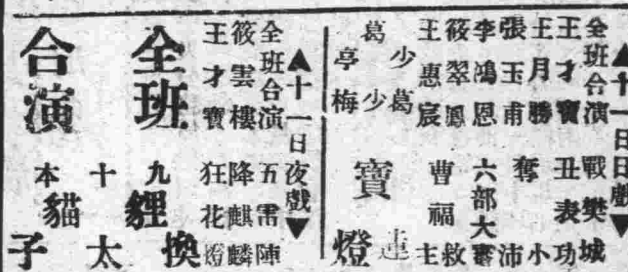 ▲十一日日戲▼
全班合演 戰樊城
王才寶 丑表功
王月勝 張玉甫 奪小沛
李鴻恩 六部大審
筱翠鳳 王惠宸 曹福救主
葛少亭 葛少梅 寶蓮燈
▲十一日夜戲▼
全班合演 五雷陣
筱雲樓 降麒麟
王才寶 狂花
全班合演
九十本
貍貓
換太子